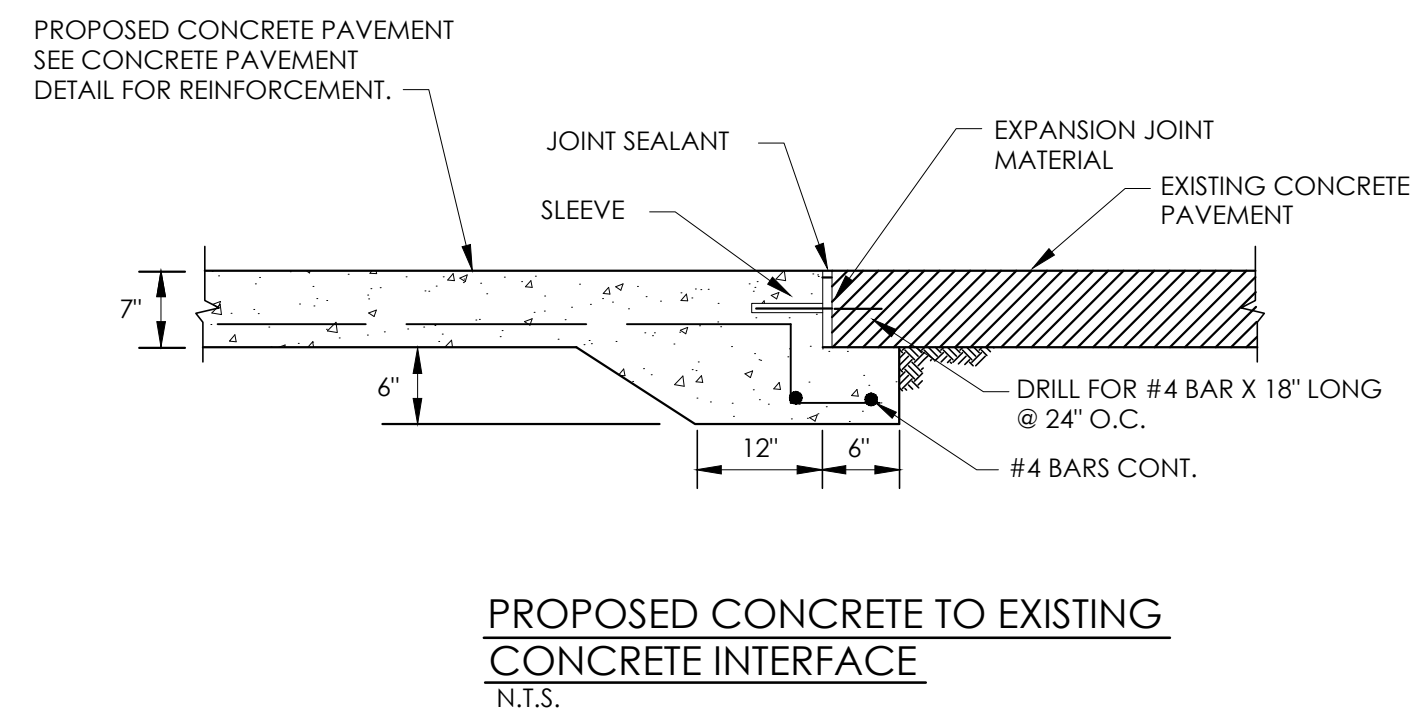 PROPOSED CONCRETE PAVEMENT
SEE CONCRETE PAVEMENT
DETAIL FOR REINFORCEMENT.
JOINT SEALANT
EXPANSION JOINT
MATERIAL
SLEEVE
EXISTING CONCRETE
PAVEMENT
7"
6"
DRILL FOR #4 BAR X 18" LONG
@ 24" O.C.
12"
6"
#4 BARS CONT.
PROPOSED CONCRETE TO EXISTING
CONCRETE INTERFACE
N.T.S.